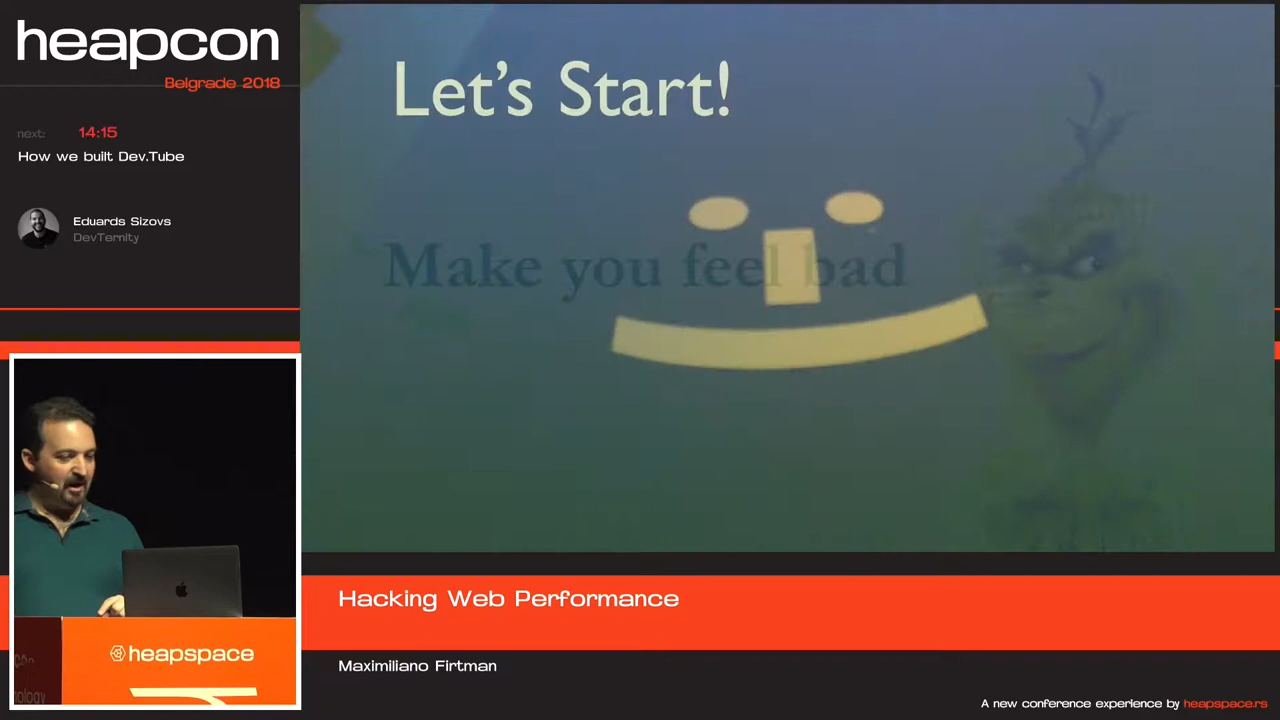 heapcon
Belgrade 2018
next: 14:15
How we built Dev.Tube
Eduards Sizovs
DevTernity
Let's Start!
Make you feel bad
heapspace
Hacking Web Performance
Maximiliano Firtman
A new conference experience by heapspace.rs